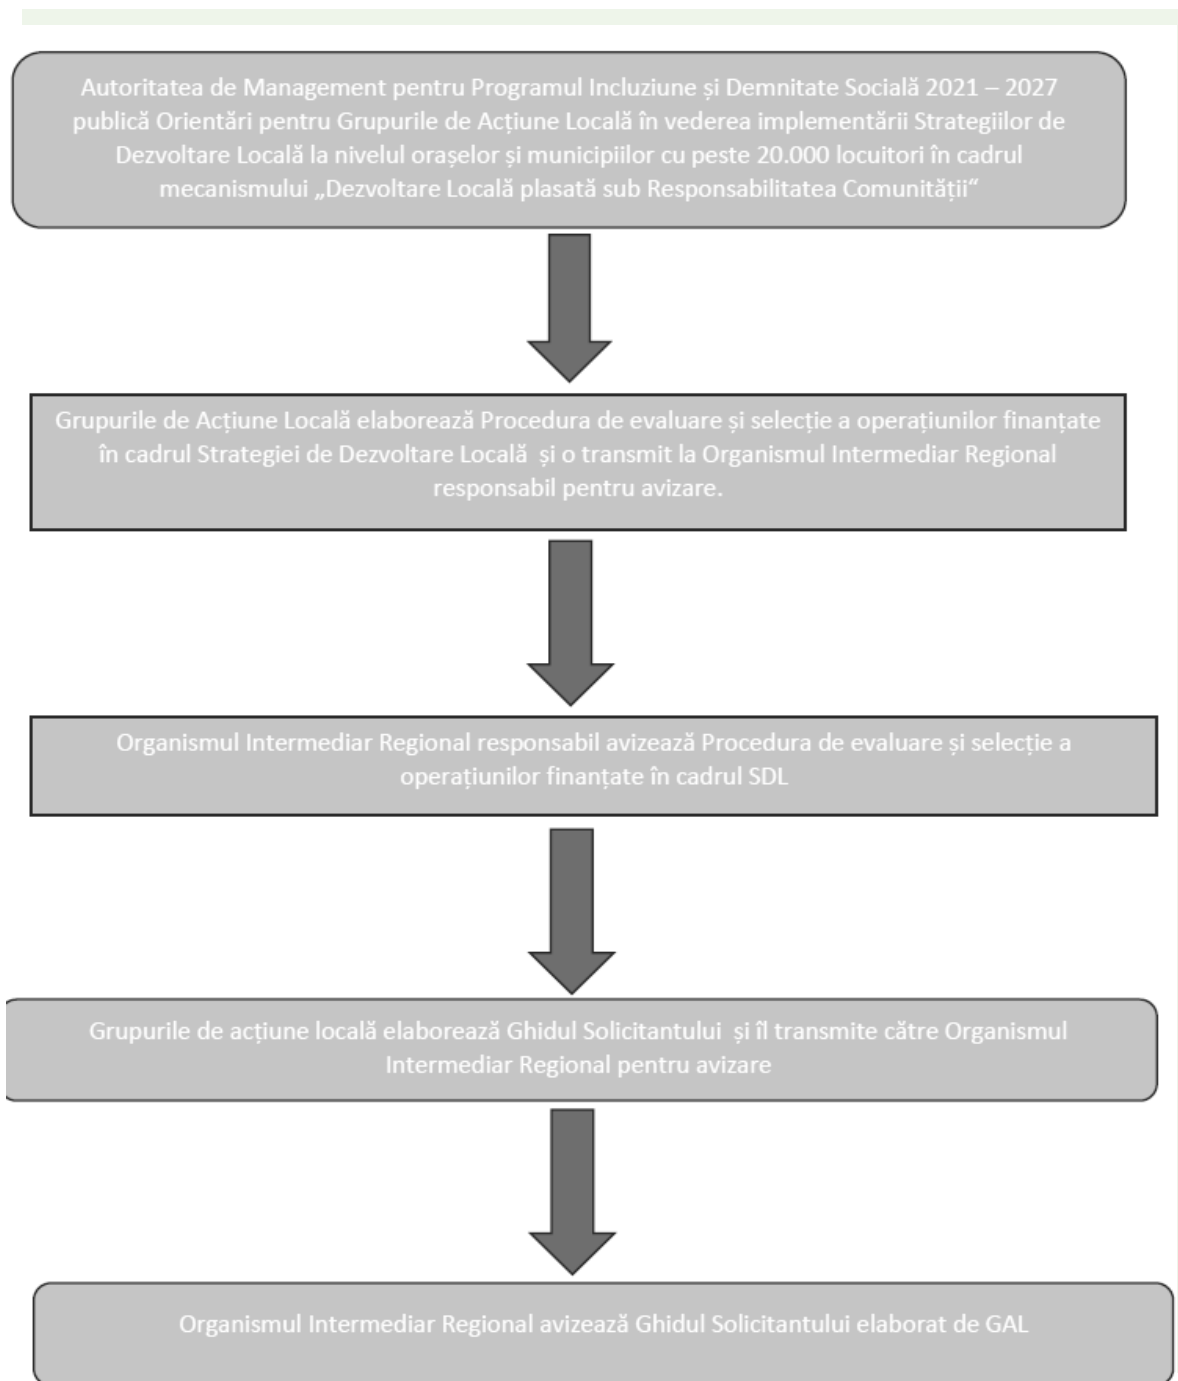 Autoritatea de Management pentru Programul Incluziune și Demnitate Socială 2021 – 2027
publică Orientări pentru Grupurile de Acțiune Locală în vederea implementării Strategiilor de
Dezvoltare Locală la nivelul orașelor și municipiilor cu peste 20.000 locuitori în cadrul
mecanismului „Dezvoltare Locală plasată sub Responsabilitatea Comunității“
Grupurile de Acțiune Locală elaborează Procedura de evaluare și selecție a operațiunilor finanțate
în cadrul Strategiei de Dezvoltare Locală  și o transmit la Organismul Intermediar Regional
responsabil pentru avizare.
Organismul Intermediar Regional responsabil avizează Procedura de evaluare și selecție a
operațiunilor finanțate în cadrul SDL
Grupurile de acțiune locală elaborează Ghidul Solicitantului  și îl transmite către Organismul
Intermediar Regional pentru avizare
Organismul Intermediar Regional avizează Ghidul Solicitantului elaborat de GAL